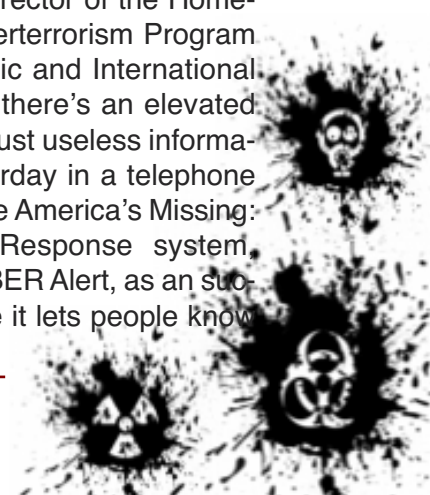 rector of the Home-
erterrorism Program
ic and International
there's an elevated
ust useless informa-
rday in a telephone
e America's Missing:
Response system,
BER Alert, as an suc-
e it lets people know